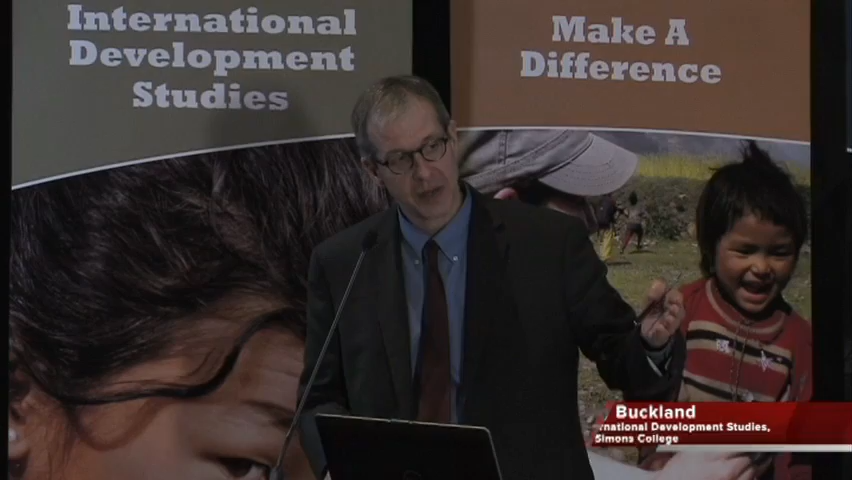 International
Development
Studies
Make A
Difference
Buckland
rnational Development Studies,
Simons College